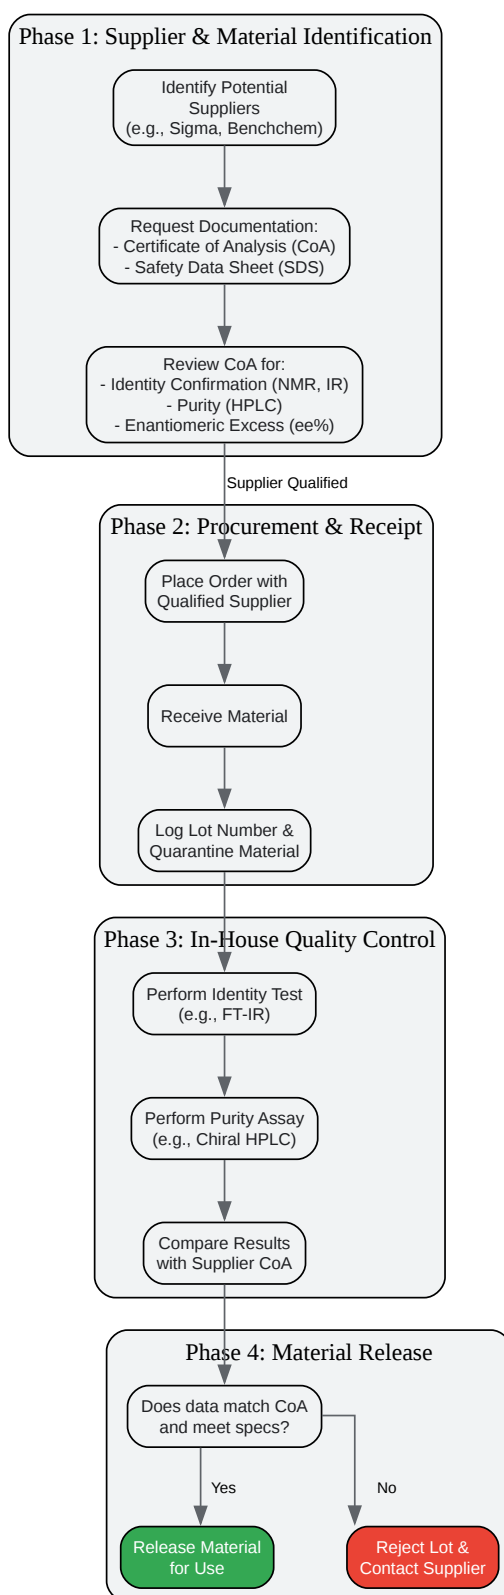 Phase 1: Supplier & Material Identification
Identify Potential
Suppliers
(e.g., Sigma, Benchchem)
Request Documentation:
- Certificate of Analysis (CoA)
- Safety Data Sheet (SDS)
Review CoA for:
- Identity Confirmation (NMR, IR)
- Purity (HPLC)
- Enantiomeric Excess (ee%)
Supplier Qualified
Phase 2: Procurement & Receipt
Place Order with
Qualified Supplier
Receive Material
Log Lot Number &
Quarantine Material
Phase 3: In-House Quality Control
Perform Identity Test
(e.g., FT-IR)
Perform Purity Assay
(e.g., Chiral HPLC)
Compare Results
with Supplier CoA
Phase 4: Material Release
Does data match CoA
and meet specs?
Yes
No
Release Material
for Use
Reject Lot &
Contact Supplier